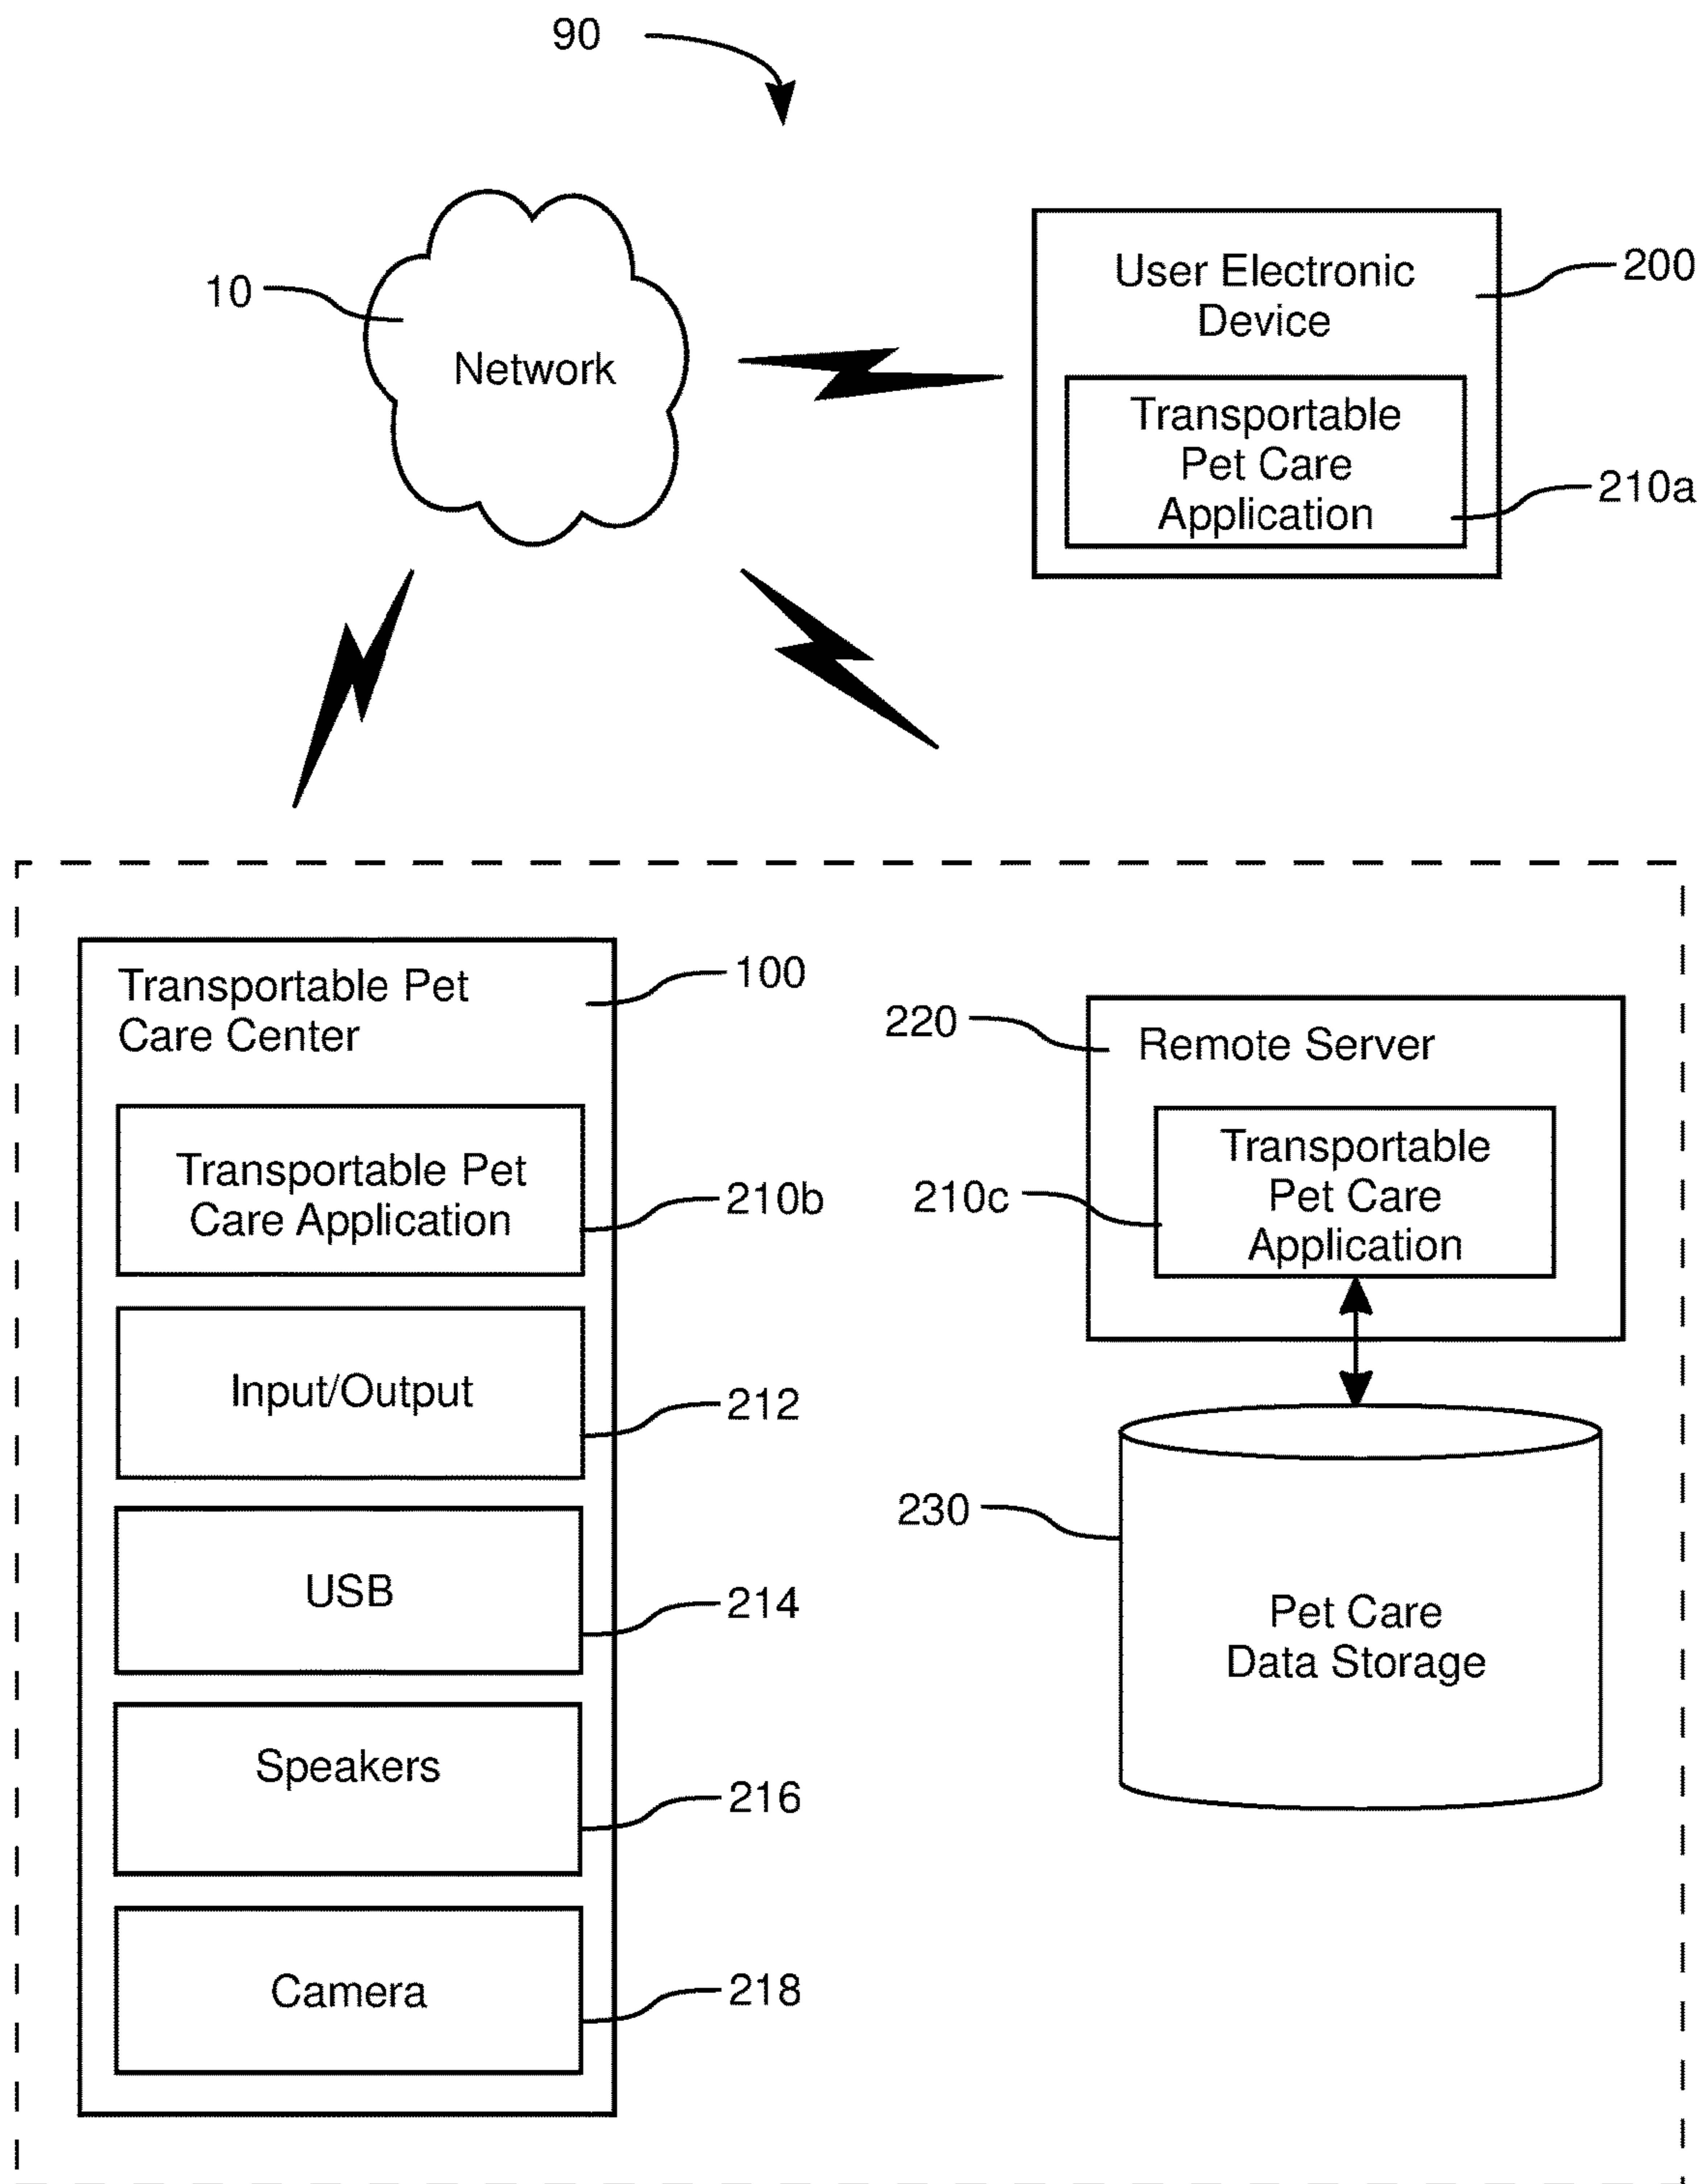 90
10
Network
User Electronic
Device
200
Transportable
Pet Care
Application
210a
Transportable Pet
Care Center
100
Transportable Pet
Care Application
210b
Input/Output
212
USB
214
Speakers
216
Camera
218
220
Remote Server
210c
Transportable
Pet Care
Application
230
Pet Care
Data Storage